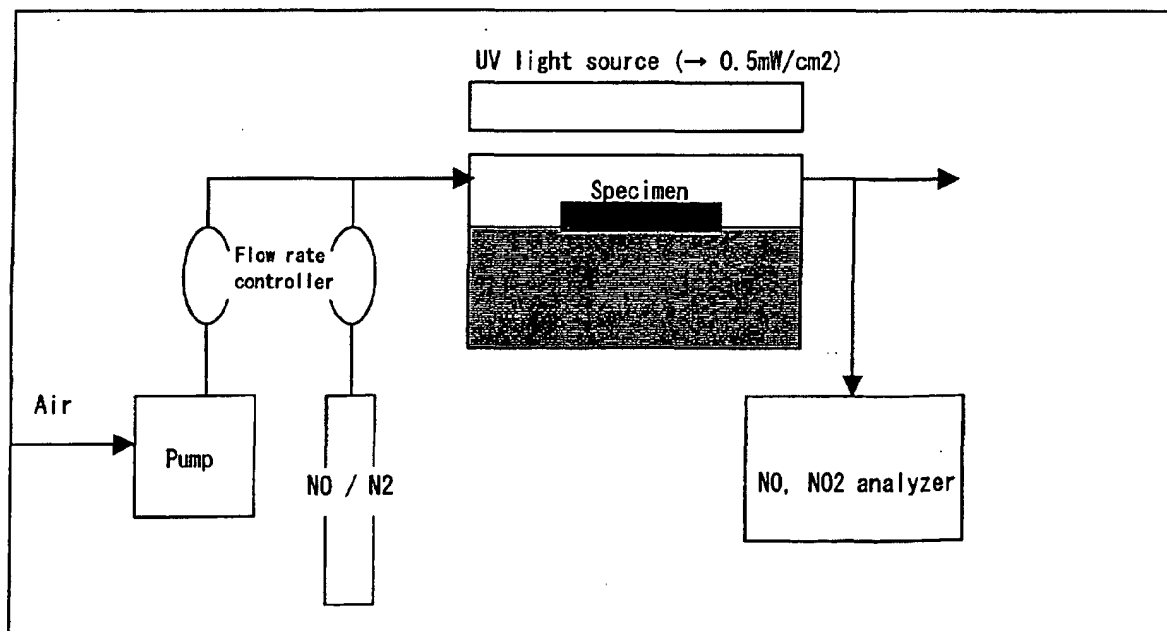 UV light source (→ 0.5mW/cm2)
Specimen
Flow rate
controller
Air
Pump
NO / N2
NO, NO2 analyzer